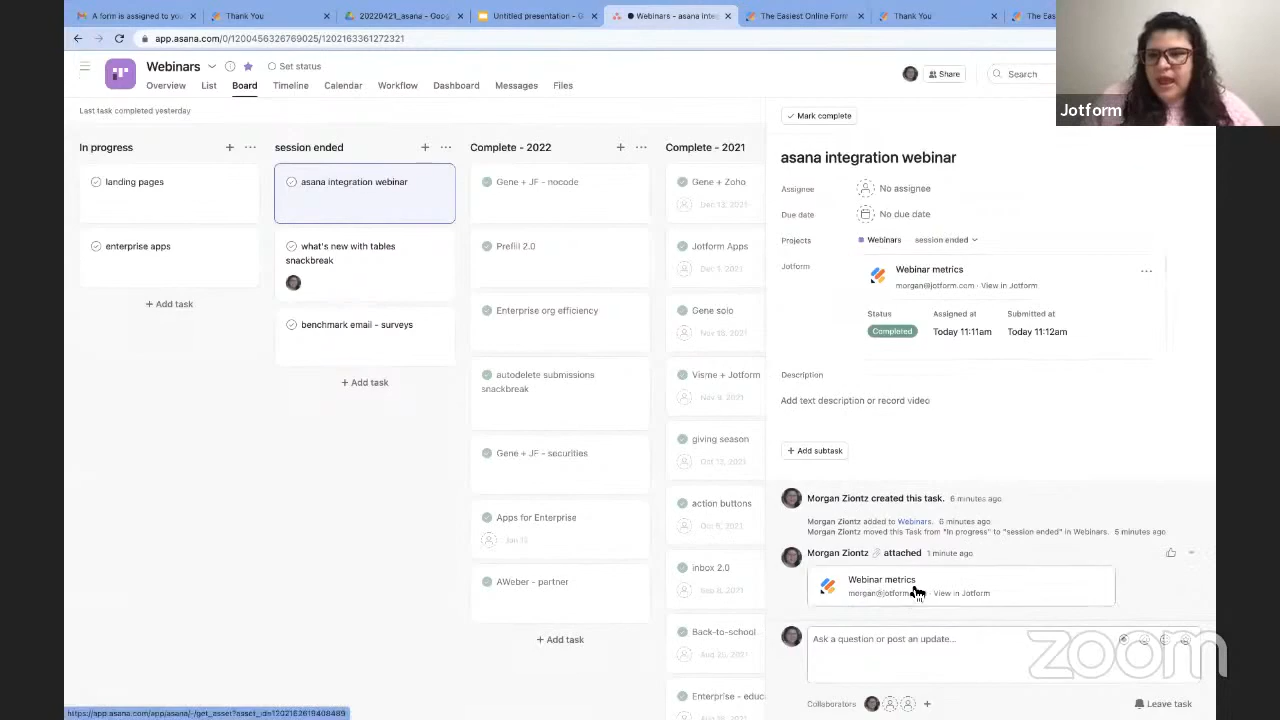 A form is assigned to you
Thank You
20220421_asana - Goog
Untitled presentation - G
Webinars - asana inte
The Easiest Online Form
Thank You
The Eas
app.asana.com/0/1200456326769025/1202163361272321
Webinars
Set status
Share
Search
Overview
List
Board
Timeline
Calendar
Workflow
Dashboard
Messages
Files
Jotform
Last task completed yesterday
Mark complete
In progress
landing pages
enterprise apps
+ Add task
session ended
asana integration webinar
what's new with tables
snackbreak
benchmark email - surveys
+ Add task
Complete - 2022
Gene + JF - nocode
Prefill 2.0
Enterprise org efficiency
autodelete submissions
snackbreak
Gene + JF - securities
Apps for Enterprise
AWeber - partner
+ Add task
Complete - 2021
Gene + Zoho
Dec 13, 2021
Jotform Apps
Gene solo
Visme + Jotform
giving season
action buttons
inbox 2.0
Back-to-school
Enterprise - educ
asana integration webinar
Assignee
No assignee
Due date
No due date
Projects
Webinars
session ended
Jotform
Webinar metrics
morgan@jotform.com · View in Jotform
Status
Assigned at
Submitted at
Completed
Today 11:11am
Today 11:12am
Description
Add text description or record video
+ Add subtask
Morgan Ziontz created this task. 6 minutes ago
Morgan Ziontz added to Webinars. 6 minutes ago
Morgan Ziontz moved this Task from "In progress" to "session ended" in Webinars. 5 minutes ago
Morgan Ziontz attached 1 minute ago
Webinar metrics
morgan@jotform · View in Jotform
Ask a question or post an update...
zoom
Collaborators
+
Leave task